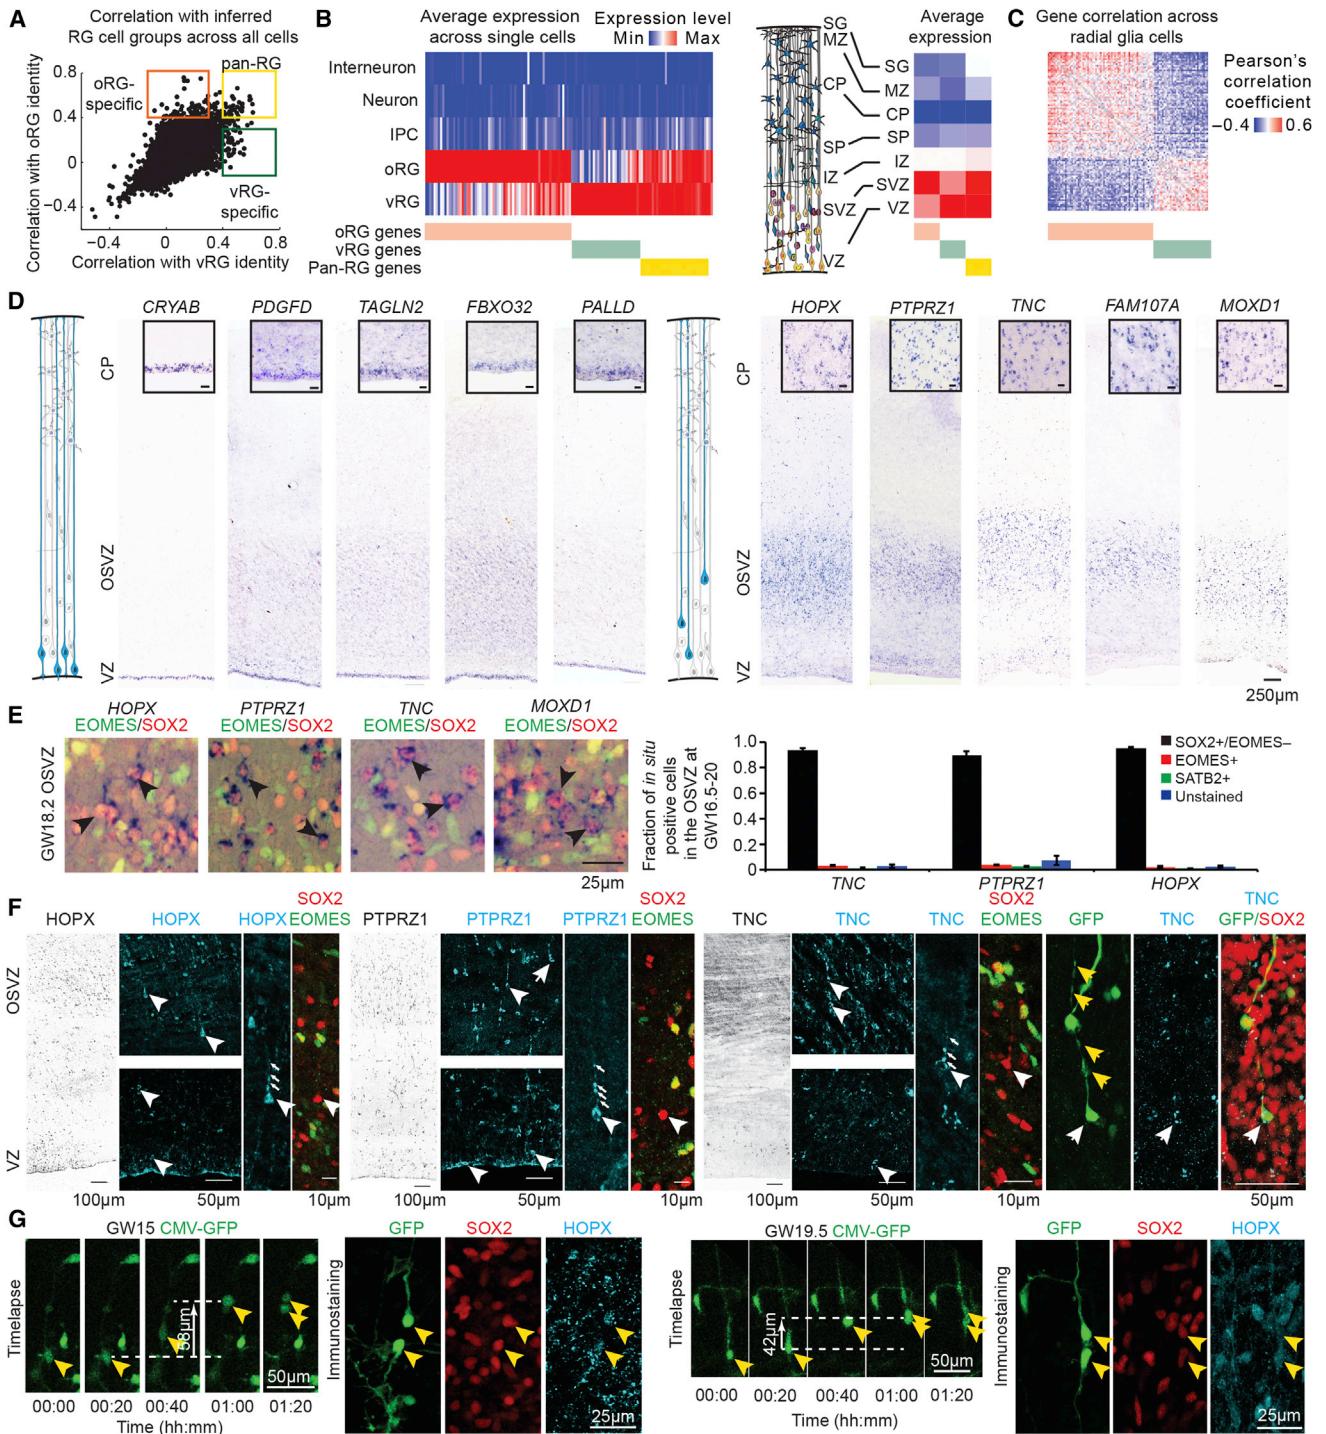 A
Correlation with inferred
RG cell groups across all cells
Correlation with oRG identity
0.8
0.4
0
−0.4
oRG-
specific
pan-RG
vRG-
specific
−0.4
0
0.4
0.8
Correlation with vRG identity
B
Average expression
across single cells
Expression level
Min
Max
Interneuron
Neuron
IPC
oRG
vRG
oRG genes
vRG genes
Pan-RG genes
SG
MZ
CP
SP
IZ
SVZ
VZ
Average
expression
SG
MZ
CP
SP
IZ
SVZ
VZ
C
Gene correlation across
radial glia cells
Pearson's
correlation
coefficient
−0.4
0.6
D
CP
OSVZ
VZ
CRYAB
PDGFD
TAGLN2
FBXO32
PALLD
CP
OSVZ
VZ
HOPX
PTPRZ1
TNC
FAM107A
MOXD1
250µm
E
GW18.2 OSVZ
HOPX
EOMES/SOX2
PTPRZ1
EOMES/SOX2
TNC
EOMES/SOX2
MOXD1
EOMES/SOX2
25µm
Fraction of in situ
positive cells
in the OSVZ at
GW16.5-20
1.0
0.8
0.6
0.4
0.2
0
TNC
PTPRZ1
HOPX
SOX2+/EOMES–
EOMES+
SATB2+
Unstained
F
OSVZ
VZ
HOPX
HOPX
HOPX
SOX2
EOMES
PTPRZ1
PTPRZ1
PTPRZ1
SOX2
EOMES
TNC
TNC
TNC
SOX2
EOMES
GFP
TNC
TNC
GFP/SOX2
100µm
50µm
10µm
100µm
50µm
10µm
100µm
50µm
10µm
50µm
G
Timelapse
GW15 CMV-GFP
58µm
50µm
00:00
00:20
00:40
01:00
01:20
Time (hh:mm)
Immunostaining
GFP
SOX2
HOPX
25µm
Timelapse
GW19.5 CMV-GFP
42µm
50µm
00:00
00:20
00:40
01:00
01:20
Time (hh:mm)
Immunostaining
GFP
SOX2
HOPX
25µm